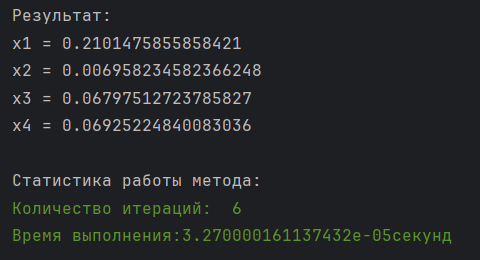 Результат:
x1 = 0.2101475855858421
x2 = 0.006958234582366248
x3 = 0.06797512723785827
x4 = 0.06925224840083036
Статистика работы метода:
Количество итераций:  6
Время выполнения:3.270000161137432e-05секунд